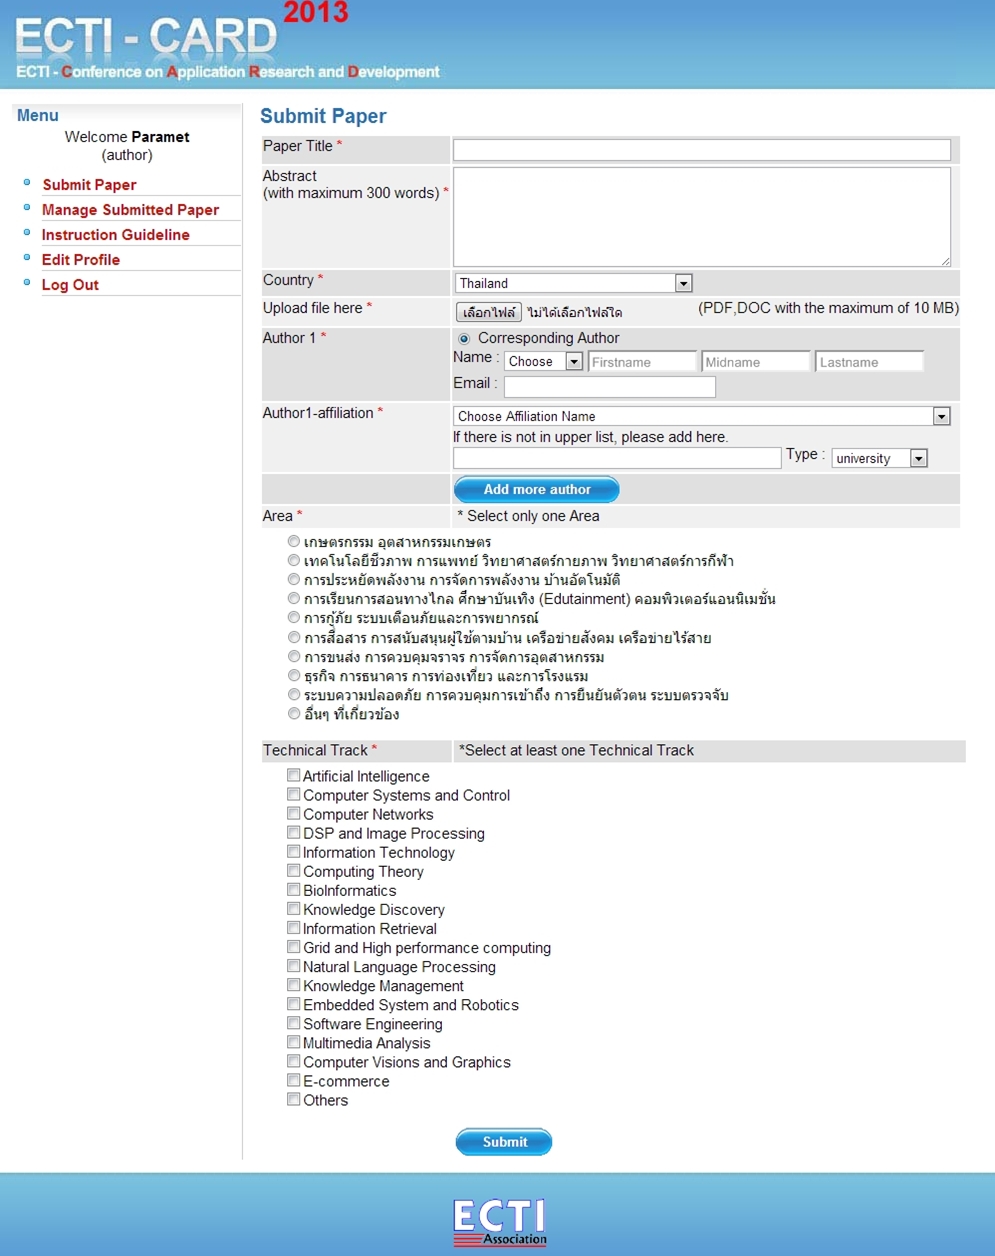 2013
ECTI - CARD
ECTI - Conference on Application Research and Development
Menu
Welcome Paramet
(author)
Submit Paper
Manage Submitted Paper
Instruction Guideline
Edit Profile
Log Out
Submit Paper
Paper Title *
Abstract
(with maximum 300 words) *
Country *
Thailand
Upload file here *
เลือกไฟล์ ไม่ได้เลือกไฟล์ใด (PDF,DOC with the maximum of 10 MB)
Author 1 *
Corresponding Author
Name : Choose Firstname Midname Lastname
Email :
Author1-affiliation *
Choose Affiliation Name
If there is not in upper list, please add here.
Type : university
Add more author
Area * * Select only one Area
เกษตรกรรม อุตสาหกรรมเกษตร
เทคโนโลยีชีวภาพ การแพทย์ วิทยาศาสตร์กายภาพ วิทยาศาสตร์การกีฬา
การประหยัดพลังงาน การจัดการพลังงาน บ้านอัตโนมัติ
การเรียนการสอนทางไกล ศึกษาบันเทิง (Edutainment) คอมพิวเตอร์แอนนิเมชั่น
การกู้ภัย ระบบเตือนภัยและการพยากรณ์
การสื่อสาร การสนับสนุนผู้ใช้ตามบ้าน เครือข่ายสังคม เครือข่ายไร้สาย
การขนส่ง การควบคุมจราจร การจัดการอุตสาหกรรม
ธุรกิจ การธนาคาร การท่องเที่ยว และการโรงแรม
ระบบความปลอดภัย การควบคุมการเข้าถึง การยืนยันตัวตน ระบบตรวจจับ
อื่นๆ ที่เกี่ยวข้อง
Technical Track * *Select at least one Technical Track
Artificial Intelligence
Computer Systems and Control
Computer Networks
DSP and Image Processing
Information Technology
Computing Theory
BioInformatics
Knowledge Discovery
Information Retrieval
Grid and High performance computing
Natural Language Processing
Knowledge Management
Embedded System and Robotics
Software Engineering
Multimedia Analysis
Computer Visions and Graphics
E-commerce
Others
Submit
ECTI
Association